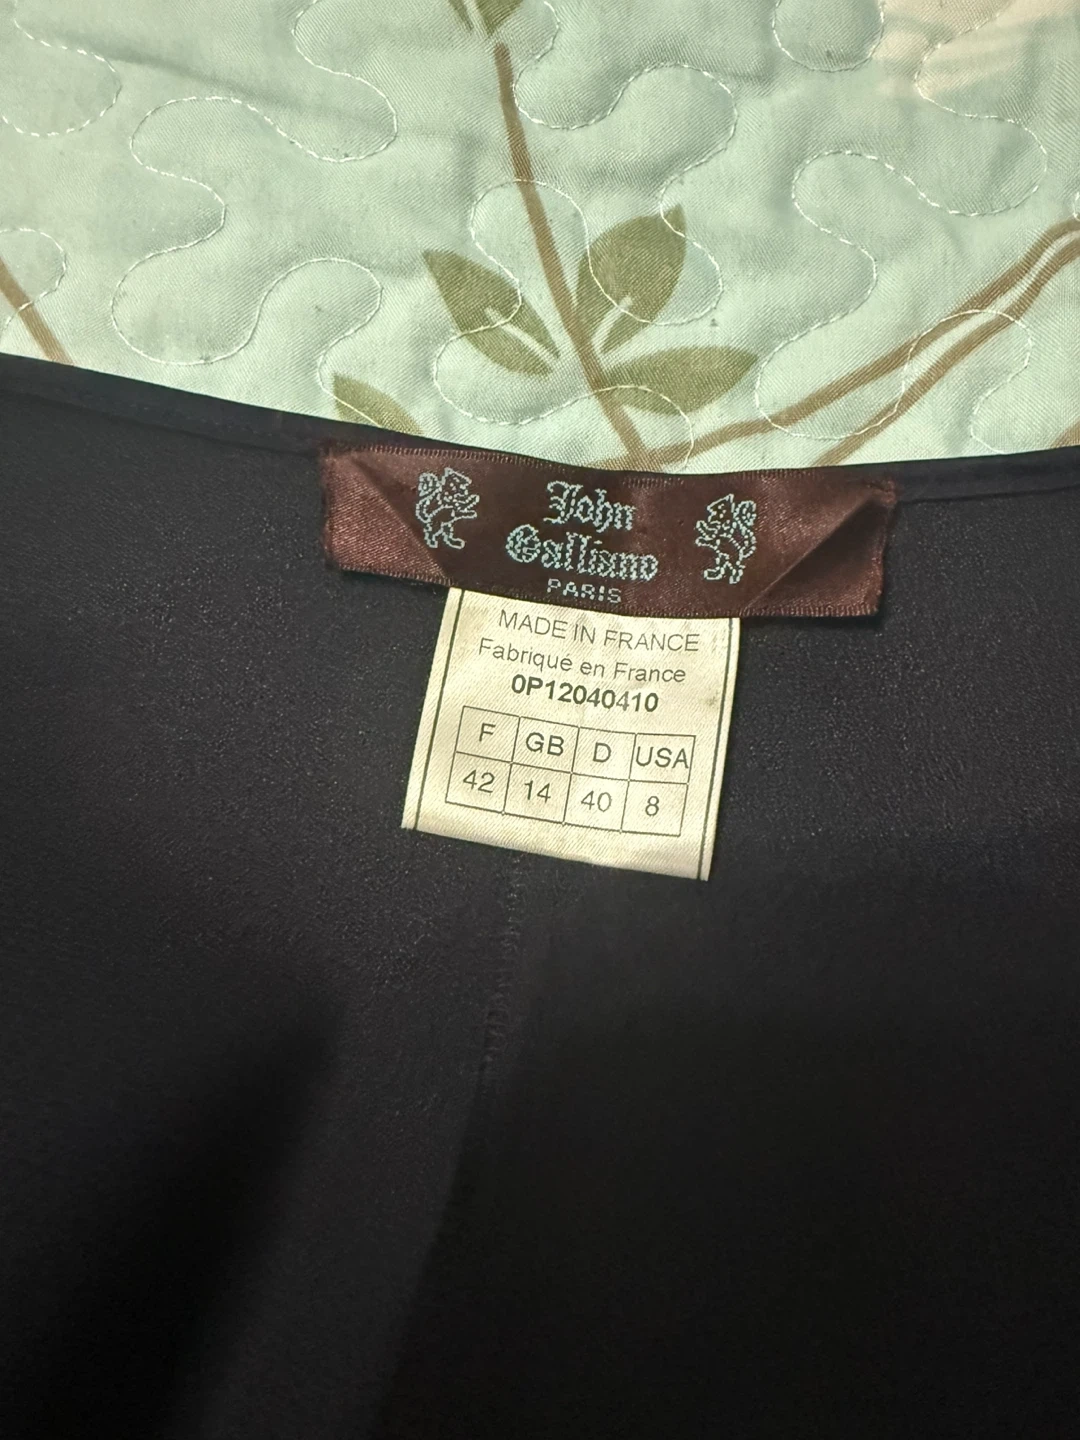 John
Galliano
PARIS
MADE IN FRANCE
Fabriqué en France
0P12040410
F GB D USA
42 14 40 8